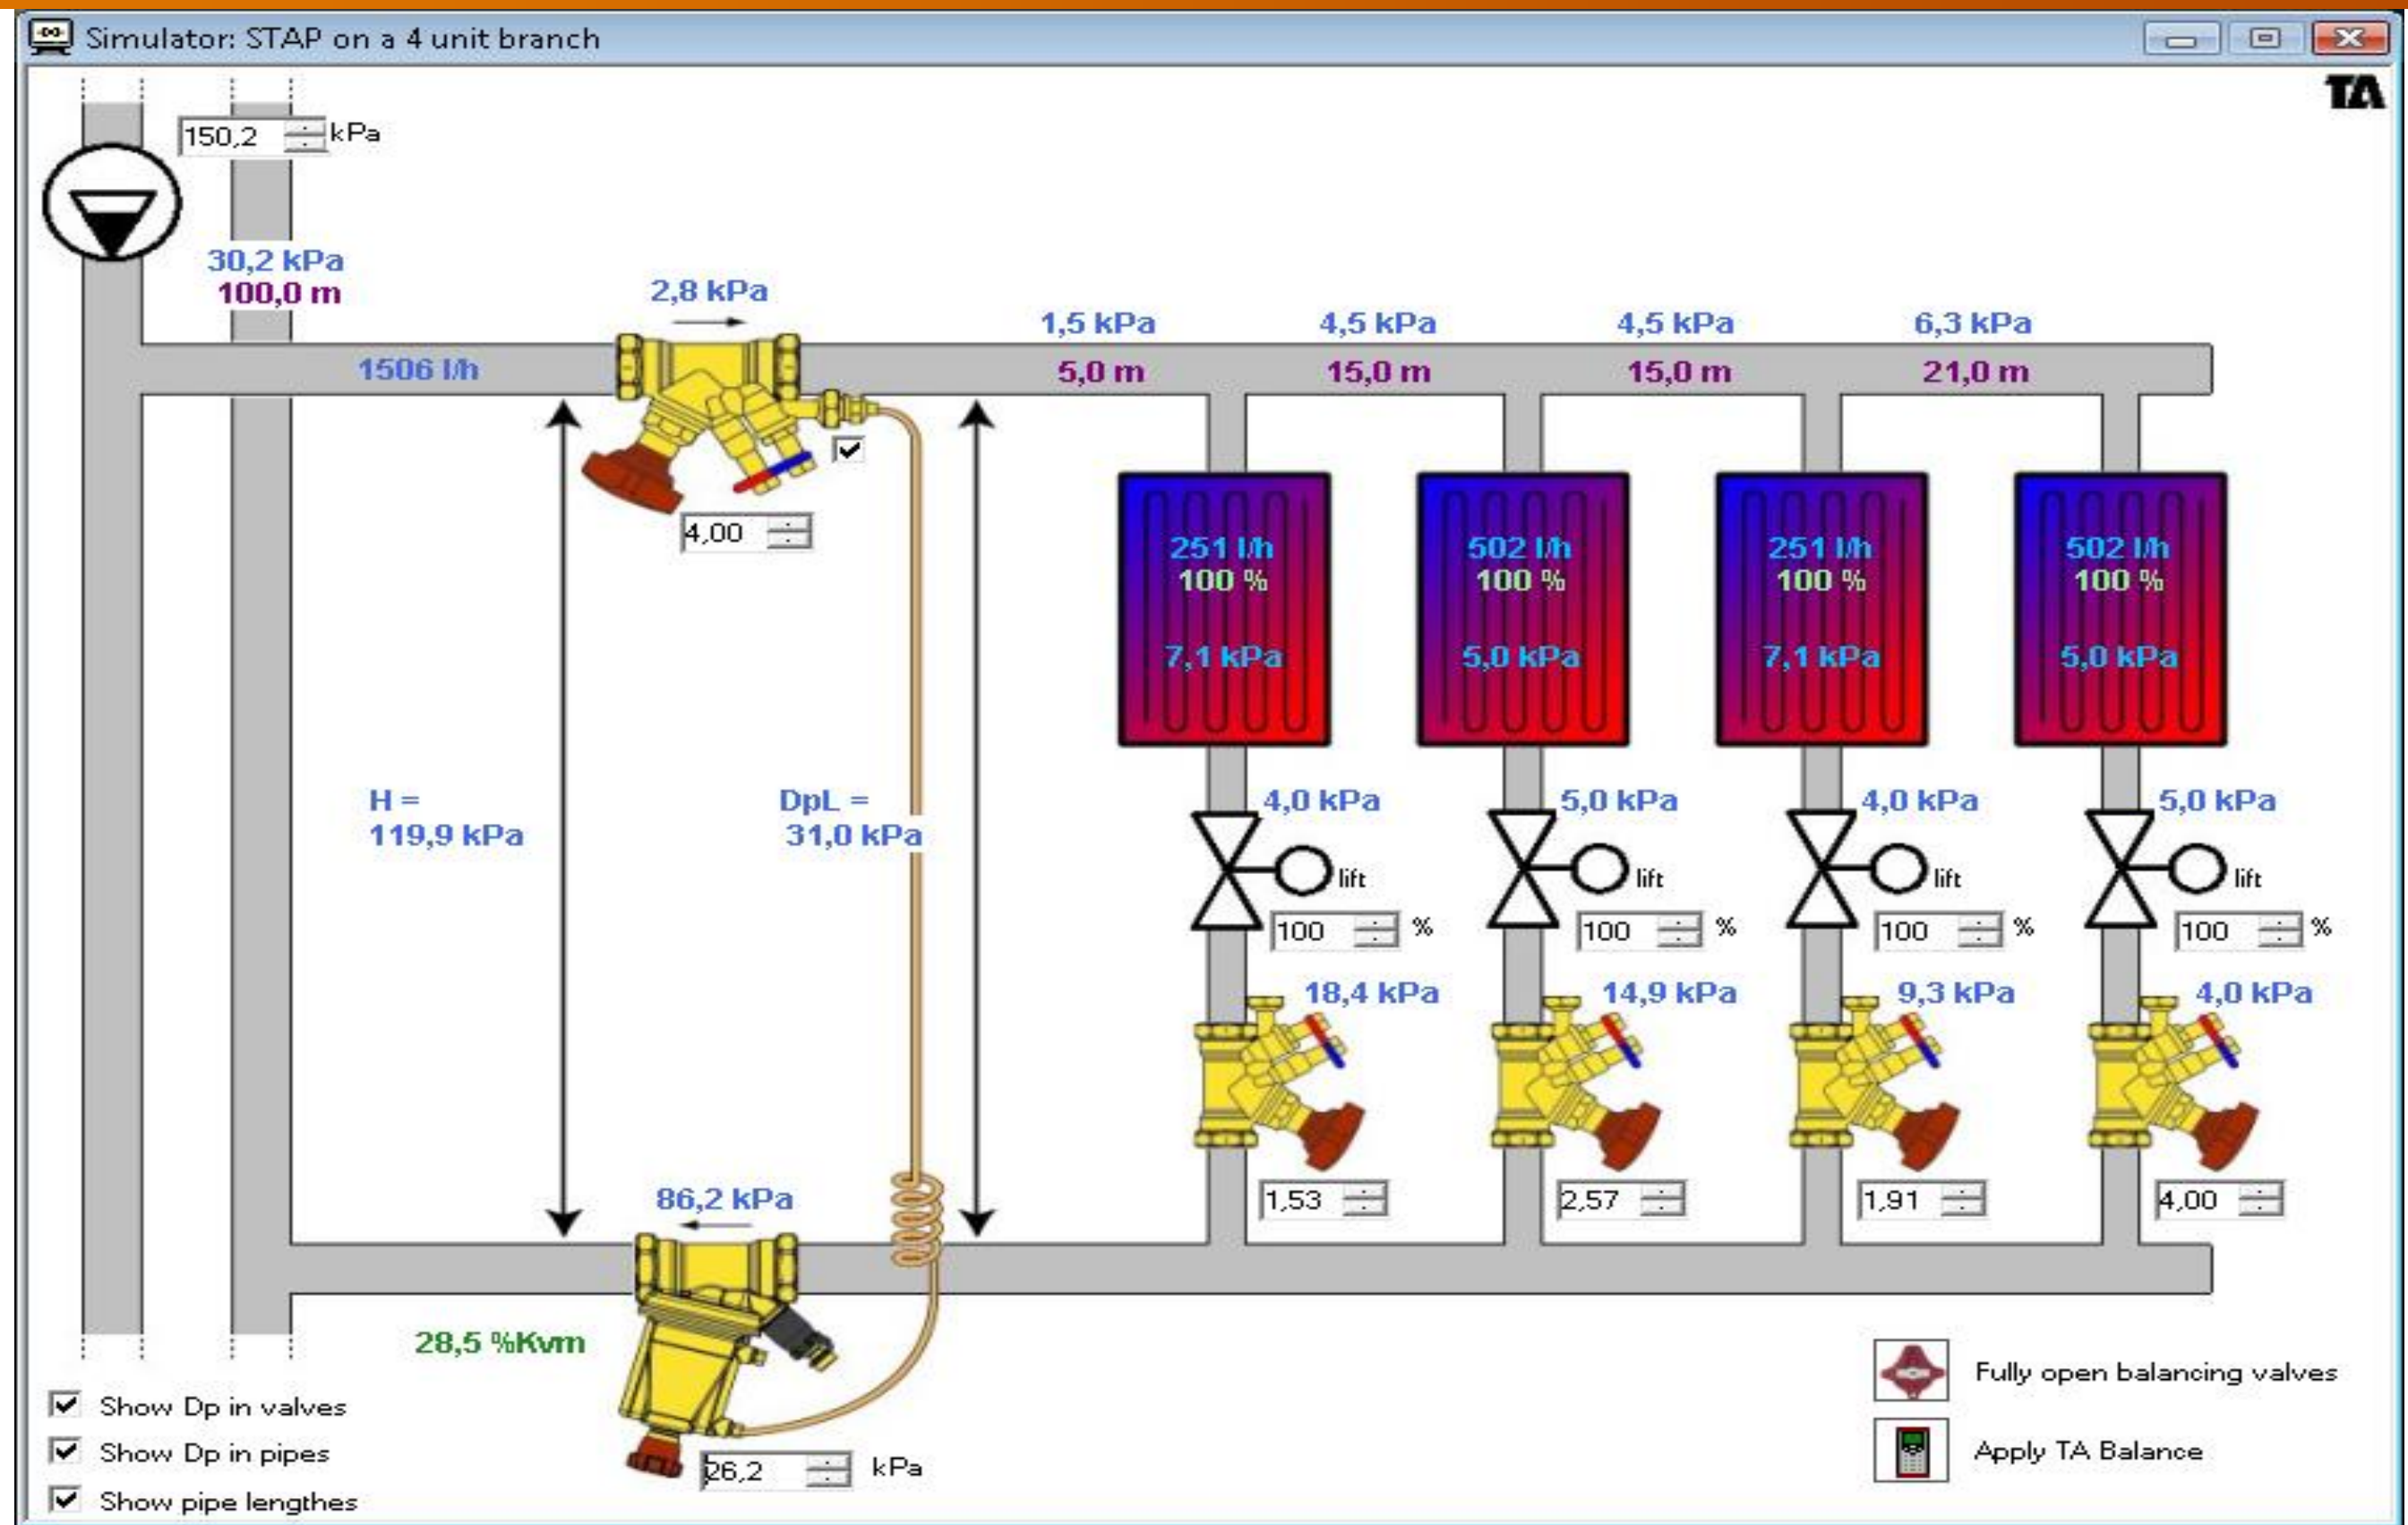 Simulator: STAP on a 4 unit branch
TA
150,2 kPa
30,2 kPa
100,0 m
2,8 kPa
1,5 kPa 4,5 kPa 4,5 kPa 6,3 kPa
1506 l/h 5,0 m 15,0 m 15,0 m 21,0 m
4,00
251 l/h 502 l/h 251 l/h 502 l/h
100 % 100 % 100 % 100 %
7,1 kPa 5,0 kPa 7,1 kPa 5,0 kPa
H = DpL = 4,0 kPa 5,0 kPa 4,0 kPa 5,0 kPa
119,9 kPa 31,0 kPa
lift lift lift lift
100 % 100 % 100 % 100 %
18,4 kPa 14,9 kPa 9,3 kPa 4,0 kPa
86,2 kPa 1,53 2,57 1,91 4,00
28,5 %Kvm
Fully open balancing valves
Show Dp in valves
Show Dp in pipes
Apply TA Balance
26,2 kPa
Show pipe lengthes